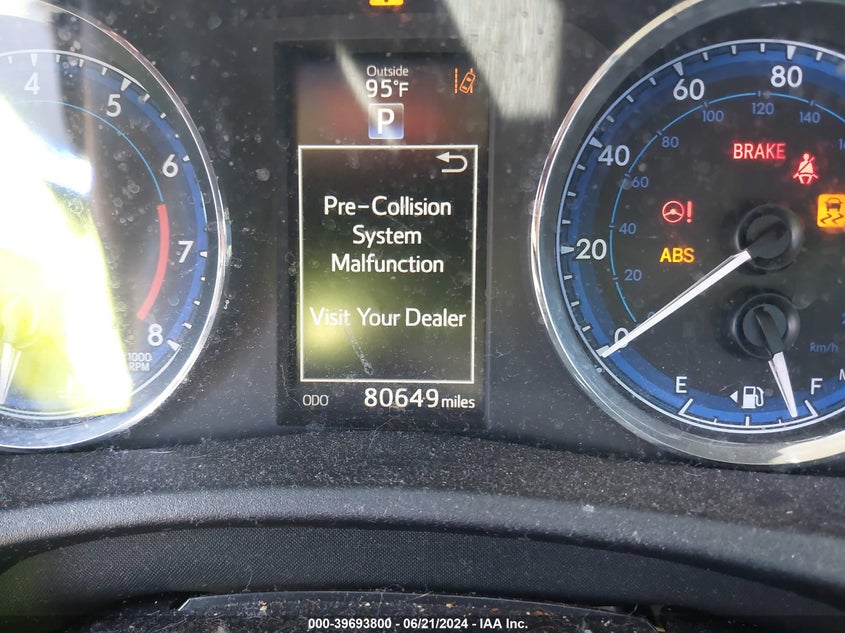 Outside
95°F
P
Pre-Collision
System
Malfunction
Visit Your Dealer
ODO 80649 miles
4
5
6
7
8
x1000
RPM
0
20
40
60
80
20
40
60
80
100
120
140
km/h
BRAKE
ABS
E
F
000-39693800 - 06/21/2024 - IAA Inc.